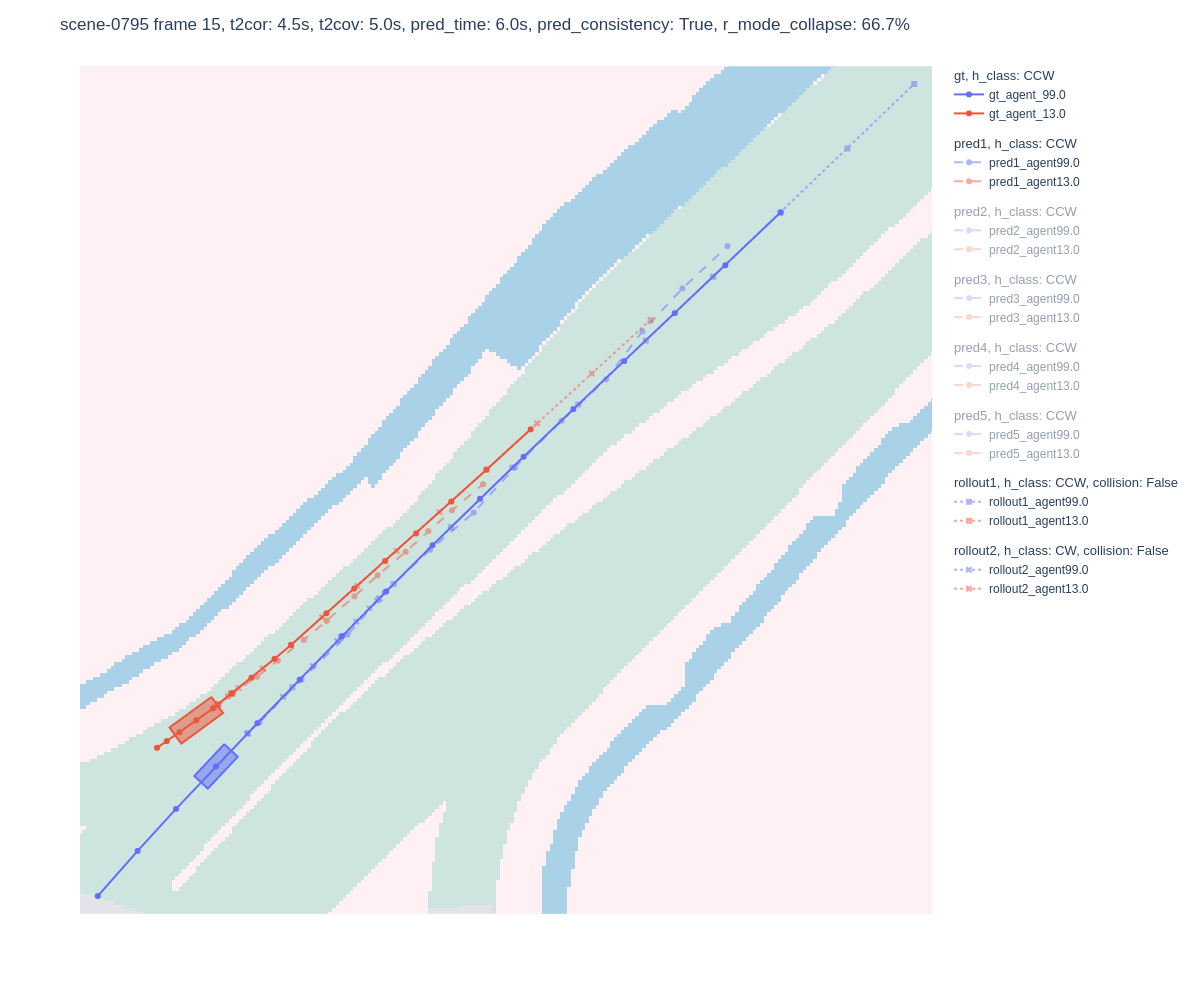 scene-0795 frame 15, t2cor: 4.5s, t2cov: 5.0s, pred_time: 6.0s, pred_consistency: True, r_mode_collapse: 66.7%
gt, h_class: CCW
gt_agent_99.0
gt_agent_13.0
pred1, h_class: CCW
pred1_agent99.0
pred1_agent13.0
pred2, h_class: CCW
pred2_agent99.0
pred2_agent13.0
pred3, h_class: CCW
pred3_agent99.0
pred3_agent13.0
pred4, h_class: CCW
pred4_agent99.0
pred4_agent13.0
pred5, h_class: CCW
pred5_agent99.0
pred5_agent13.0
rollout1, h_class: CCW, collision: False
rollout1_agent99.0
rollout1_agent13.0
rollout2, h_class: CW, collision: False
rollout2_agent99.0
rollout2_agent13.0